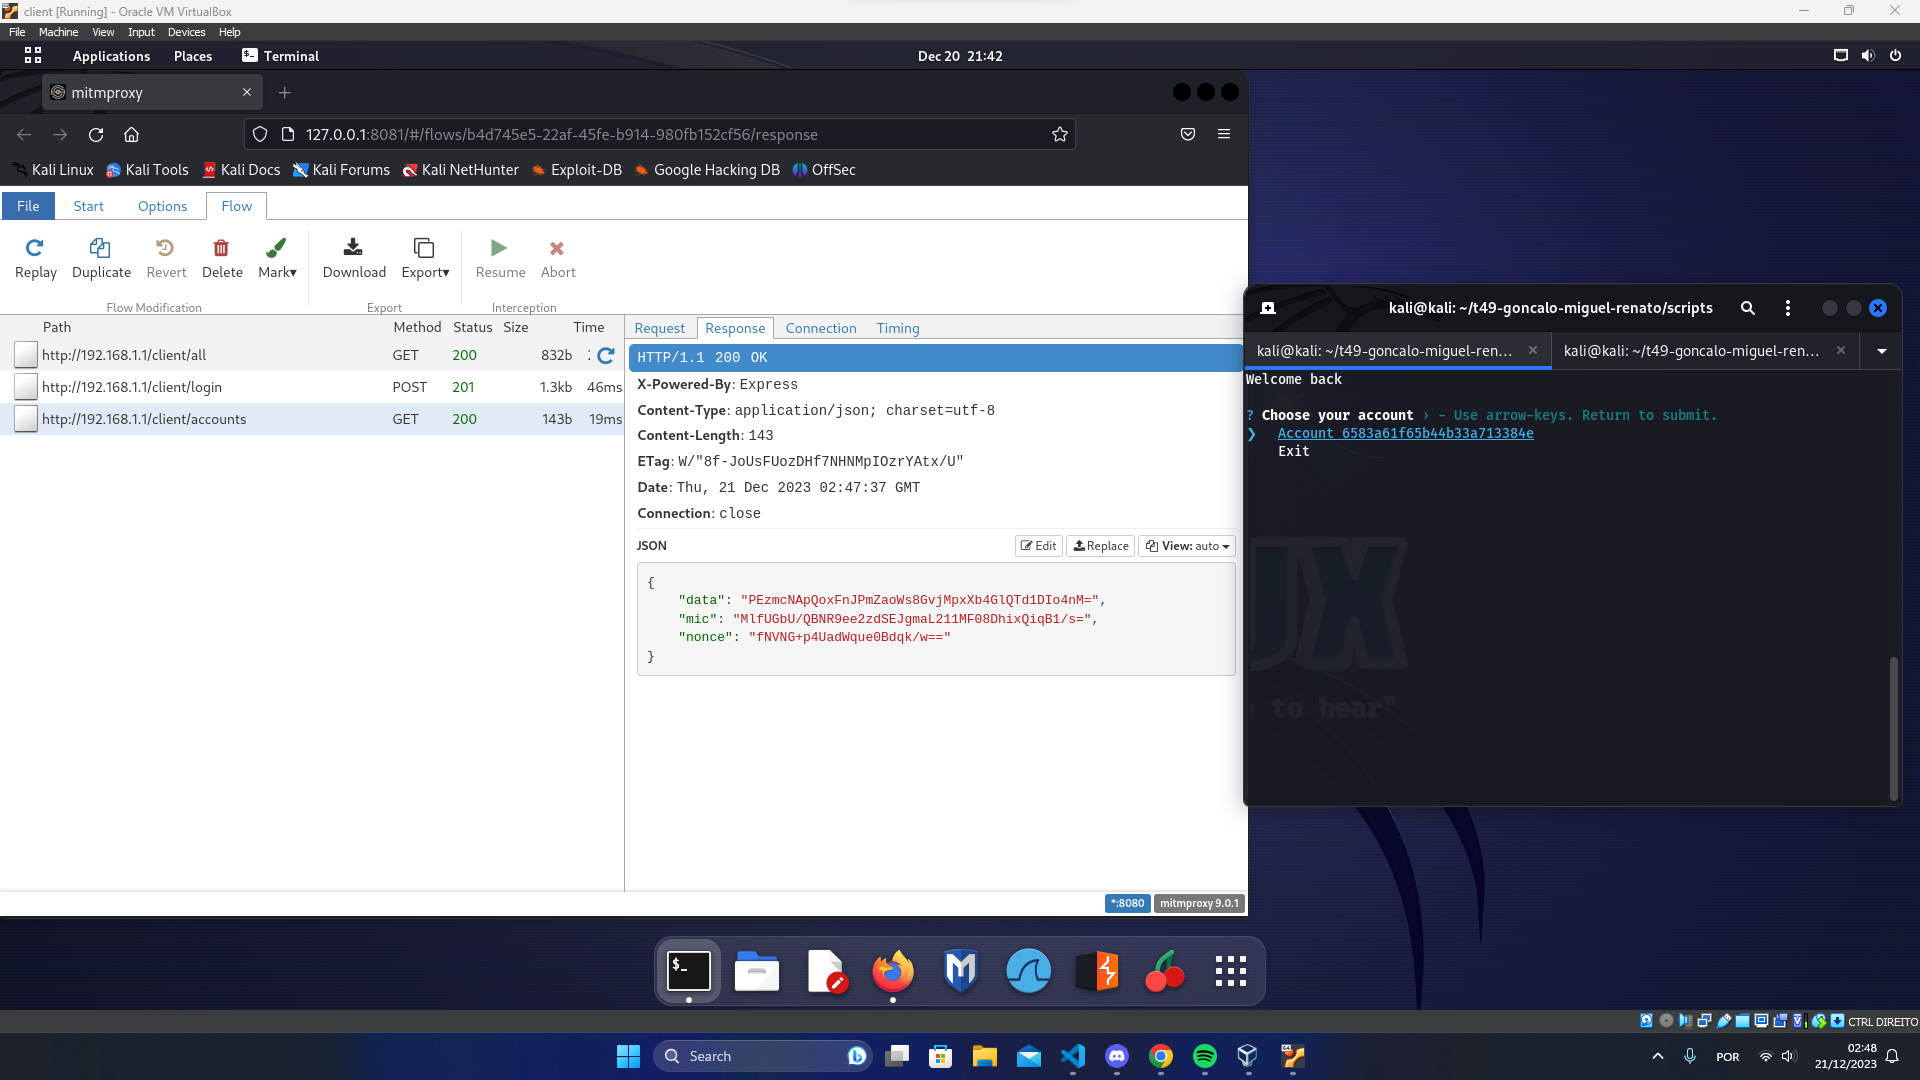 client [Running] - Oracle VM VirtualBox
File Machine View Input Devices Help
Applications Places Terminal Dec 20 21:42
mitmproxy
127.0.0.1:8081/#/flows/b4d745e5-22af-45fe-b914-980fb152cf56/response
Kali Linux Kali Tools Kali Docs Kali Forums Kali NetHunter Exploit-DB Google Hacking DB OffSec
File Start Options Flow
Replay Duplicate Revert Delete Mark▾ Download Export▾ Resume Abort
Flow Modification Export Interception
Path Method Status Size Time
http://192.168.1.1/client/all GET 200 832b
http://192.168.1.1/client/login POST 201 1.3kb 46ms
http://192.168.1.1/client/accounts GET 200 143b 19ms
Request Response Connection Timing
HTTP/1.1 200 OK
X-Powered-By: Express
Content-Type: application/json; charset=utf-8
Content-Length: 143
ETag: W/"8f-JoUsFUozDHf7NHNMpIOzrYAtx/U"
Date: Thu, 21 Dec 2023 02:47:37 GMT
Connection: close
JSON Edit Replace View: auto
{
"data": "PEzmcNApQoxFnJPmZaoWs8GvjMpxXb4GlQTd1DIo4nM=",
"mic": "MlfUGbU/QBNR9ee2zdSEJgmaL211MF08DhixQiqB1/s=",
"nonce": "fNVNG+p4UadWque0Bdqk/w=="
}
*:8080 mitmproxy 9.0.1
kali@kali: ~/t49-goncalo-miguel-renato/scripts
kali@kali: ~/t49-goncalo-miguel-ren... kali@kali: ~/t49-goncalo-miguel-ren...
Welcome back
? Choose your account › - Use arrow-keys. Return to submit.
❯ Account 6583a61f65b44b33a713384e
Exit
UX
to hear"
CTRL DIREITO
Search
POR
02:48
21/12/2023